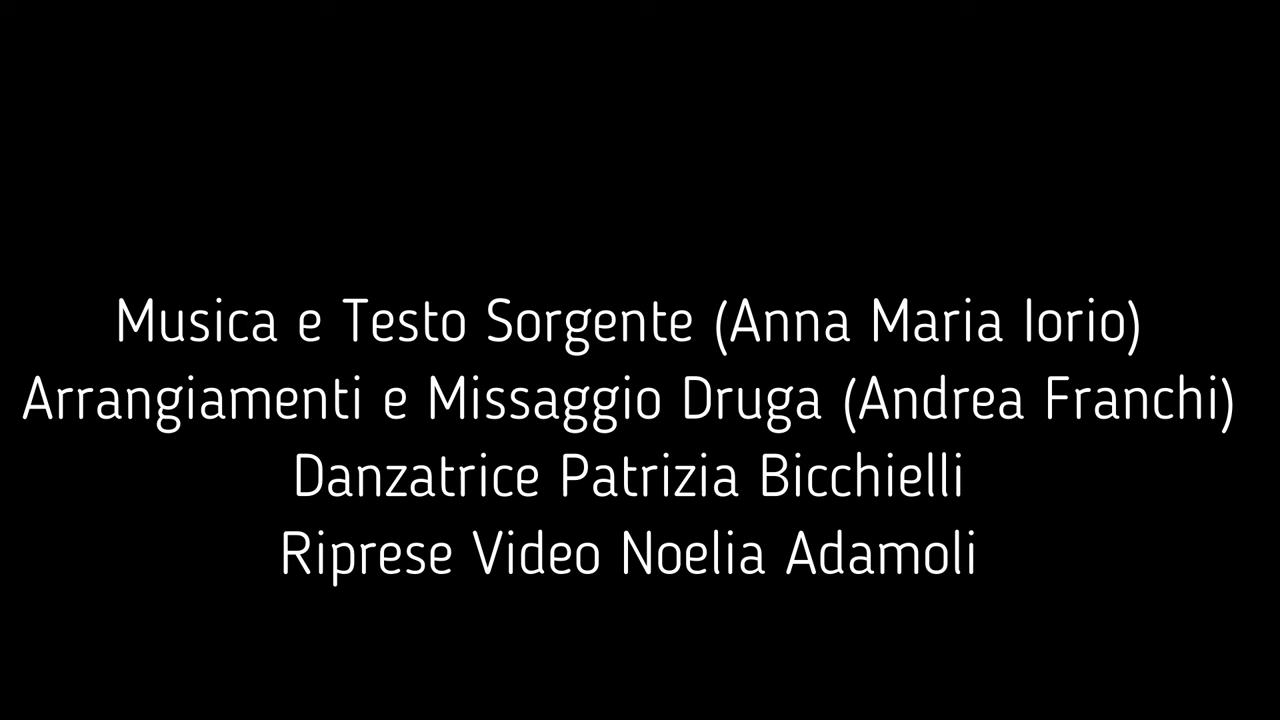 Musica e Testo Sorgente (Anna Maria Iorio)
Arrangiamenti e Missaggio Druga (Andrea Franchi)
Danzatrice Patrizia Bicchielli
Riprese Video Noelia Adamoli